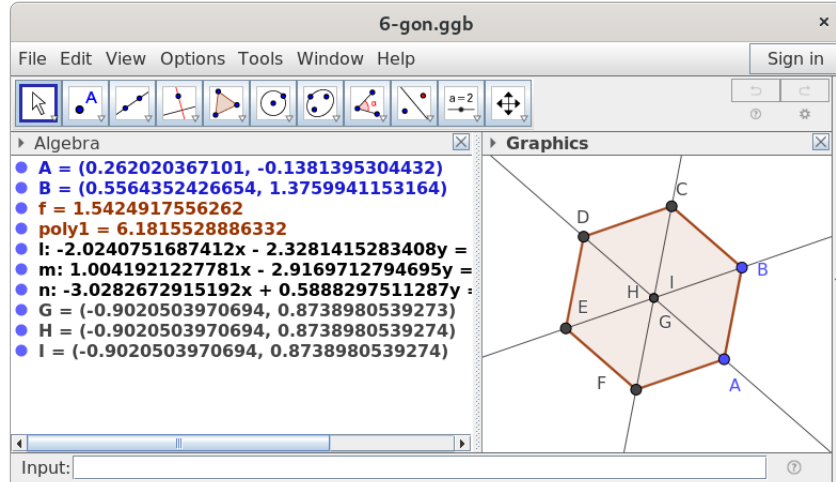 6-gon.ggb ×
File Edit View Options Tools Window Help Sign in
A α a=2
Algebra
Graphics
A = (0.262020367101, -0.1381395304432)
B = (0.5564352426654, 1.3759941153164)
f = 1.5424917556262
poly1 = 6.1815528886332
l: -2.0240751687412x - 2.3281415283408y =
m: 1.0041921227781x - 2.9169712794695y =
n: -3.0282672915192x + 0.5888297511287y =
G = (-0.9020503970694, 0.8738980539273)
H = (-0.9020503970694, 0.8738980539274)
I = (-0.9020503970694, 0.8738980539274)
C
D
B
H I
E
G
F
A
Input: